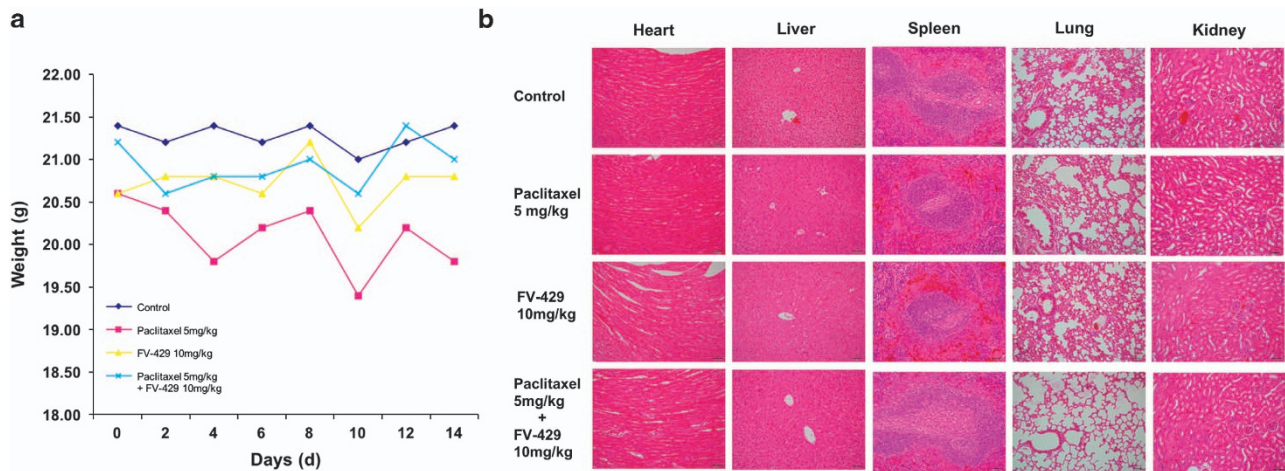 a
22.00
21.50
21.00
20.50
20.00
19.50
19.00
18.50
18.00
Weight (g)
Control
Paclitaxel 5mg/kg
FV-429 10mg/kg
Paclitaxel 5mg/kg
+ FV-429 10mg/kg
0 2 4 6 8 10 12 14
Days (d)
b
Heart Liver Spleen Lung Kidney
Control
Paclitaxel
5 mg/kg
FV-429
10mg/kg
Paclitaxel
5mg/kg
+
FV-429
10mg/kg